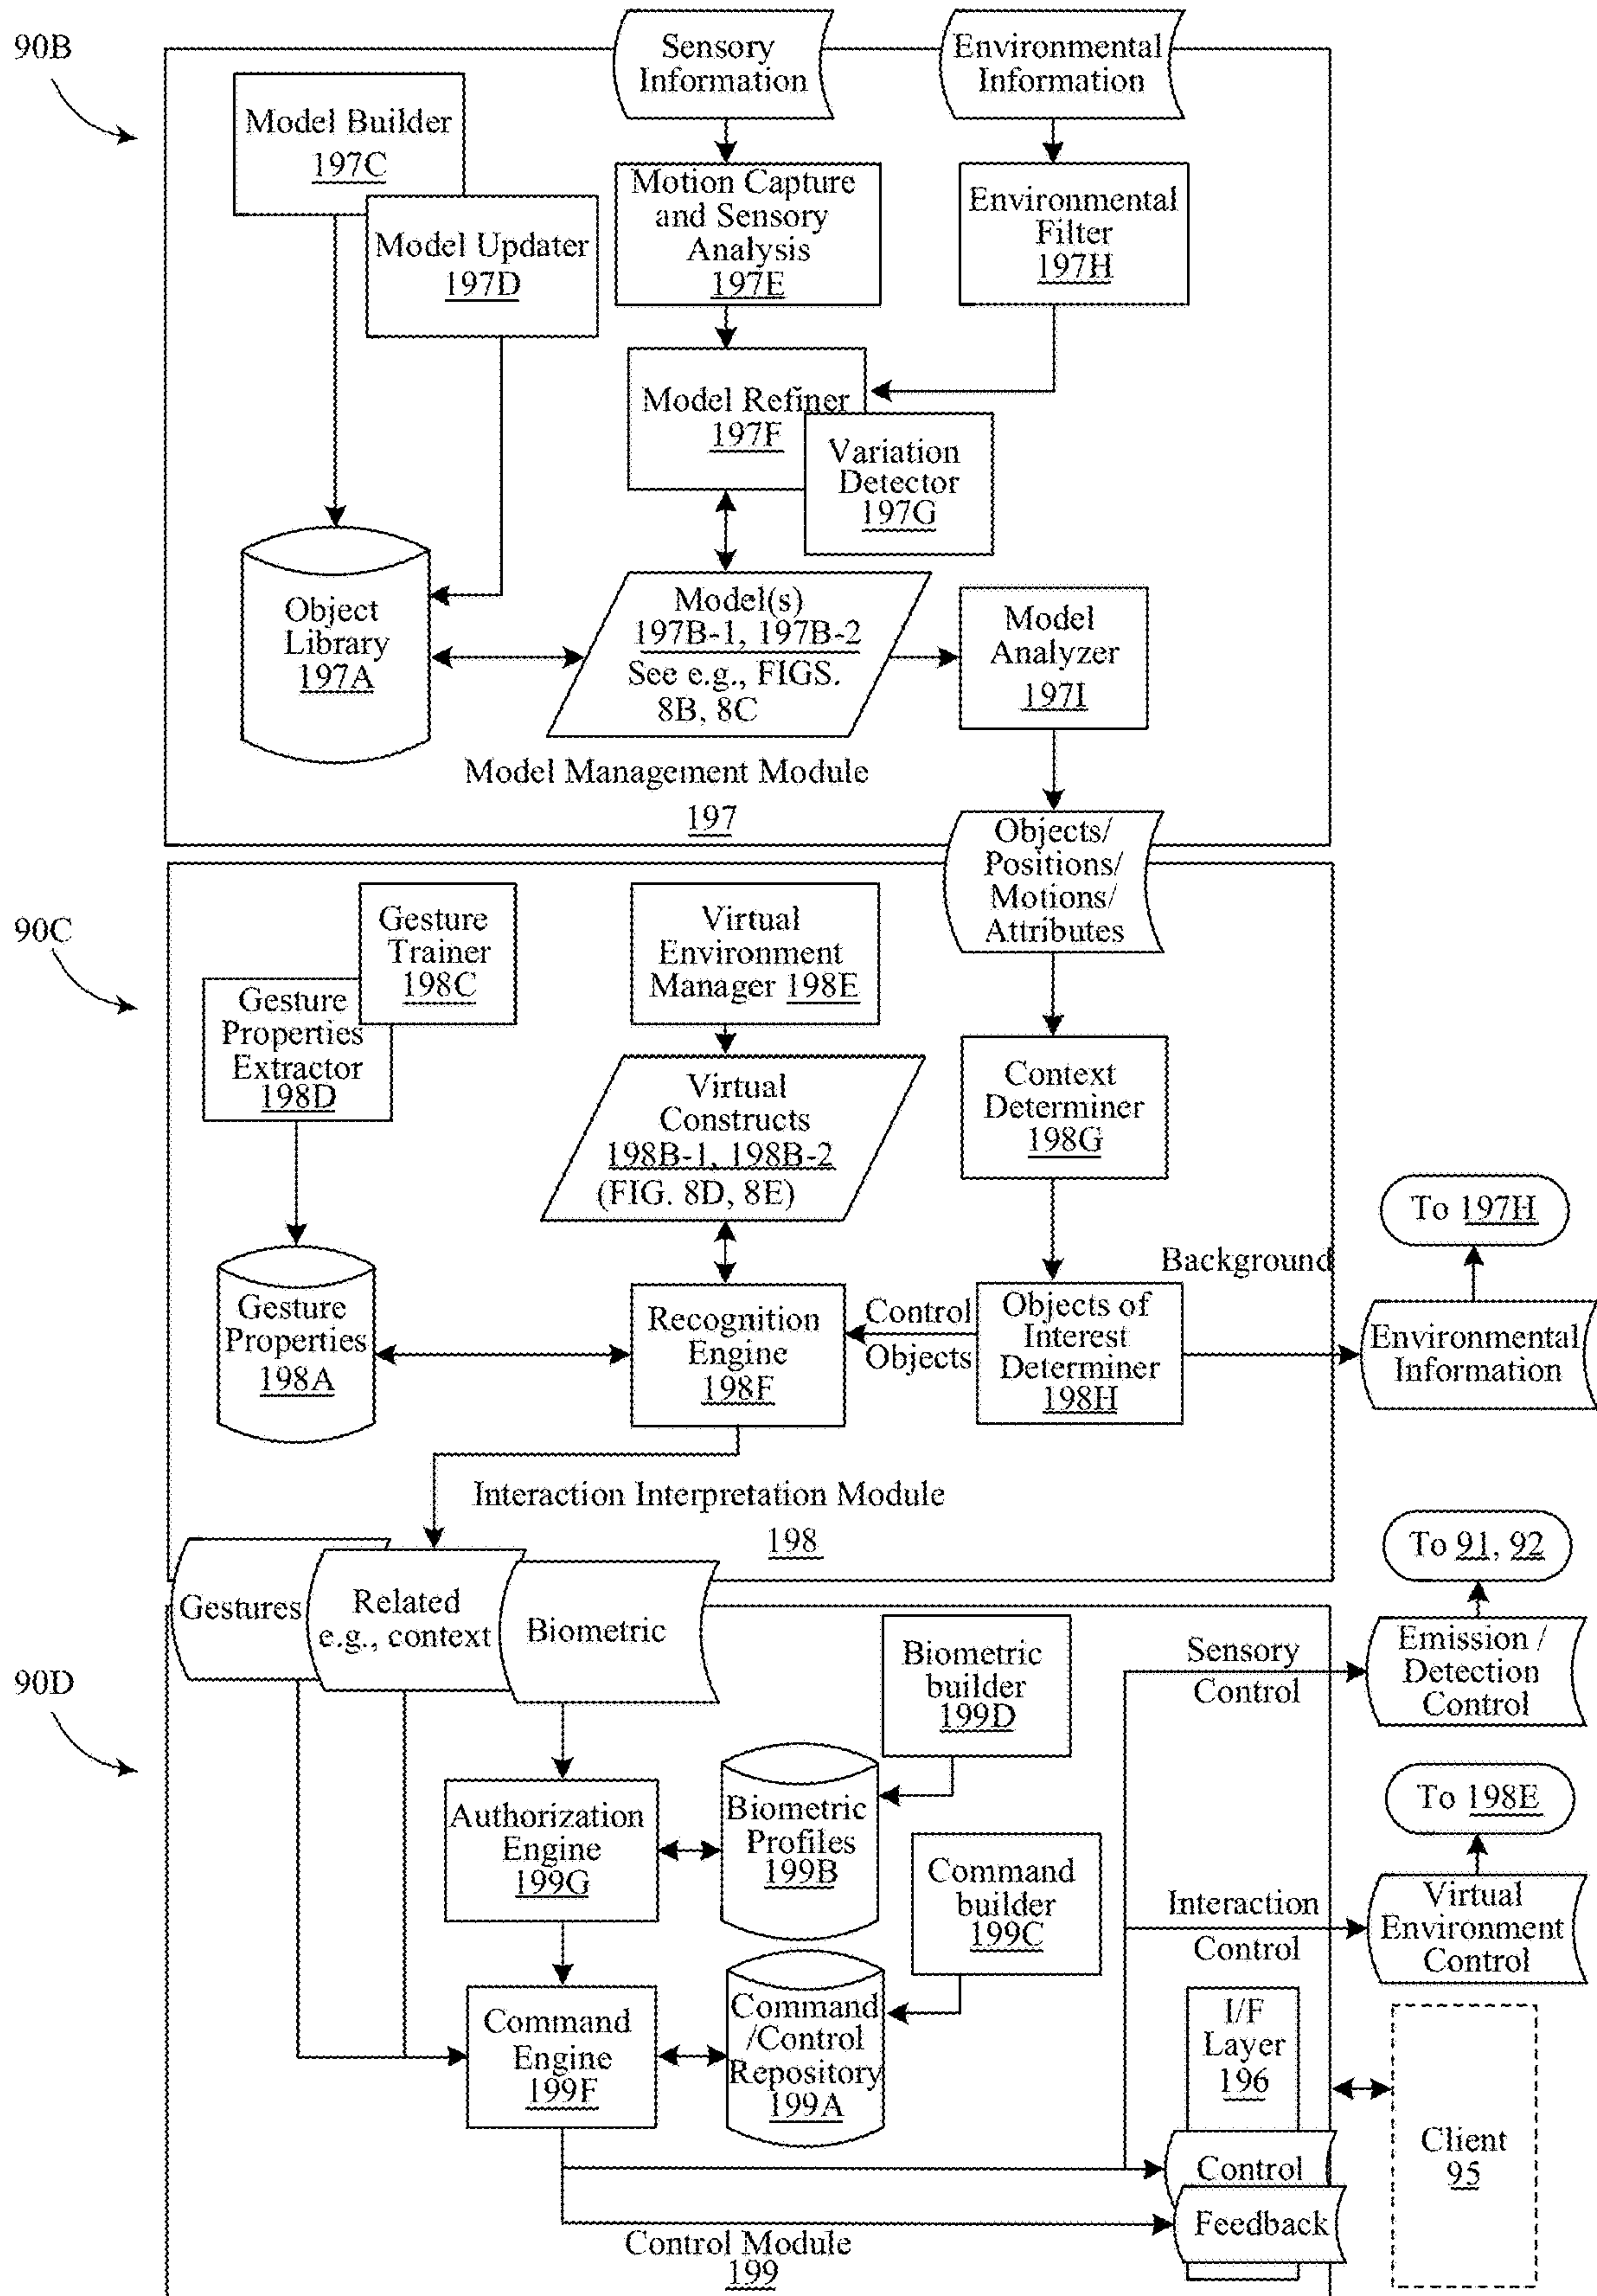 90B
Sensory
Information
Environmental
Information
Model Builder
197C
Model Updater
197D
Motion Capture
and Sensory
Analysis
197E
Environmental
Filter
197H
Model Refiner
197F
Variation
Detector
197G
Object
Library
197A
Model(s)
197B-1, 197B-2
See e.g., FIGS.
8B, 8C
Model
Analyzer
197I
Model Management Module
197
Objects/
Positions/
Motions/
Attributes
90C
Gesture
Trainer
198C
Gesture
Properties
Extractor
198D
Virtual
Environment
Manager 198E
Virtual
Constructs
198B-1, 198B-2
(FIG. 8D, 8E)
Context
Determiner
198G
To 197H
Background
Gesture
Properties
198A
Recognition
Engine
198F
Control
Objects
Objects of
Interest
Determiner
198H
Environmental
Information
Interaction Interpretation Module
198
To 91, 92
Gestures
Related
e.g., context
Biometric
90D
Biometric
builder
199D
Sensory
Control
Emission /
Detection
Control
To 198E
Authorization
Engine
199G
Biometric
Profiles
199B
Command
builder
199C
Interaction
Control
Virtual
Environment
Control
Command
Engine
199F
Command
/Control
Repository
199A
I/F
Layer
196
Client
95
Control
Feedback
Control Module
199